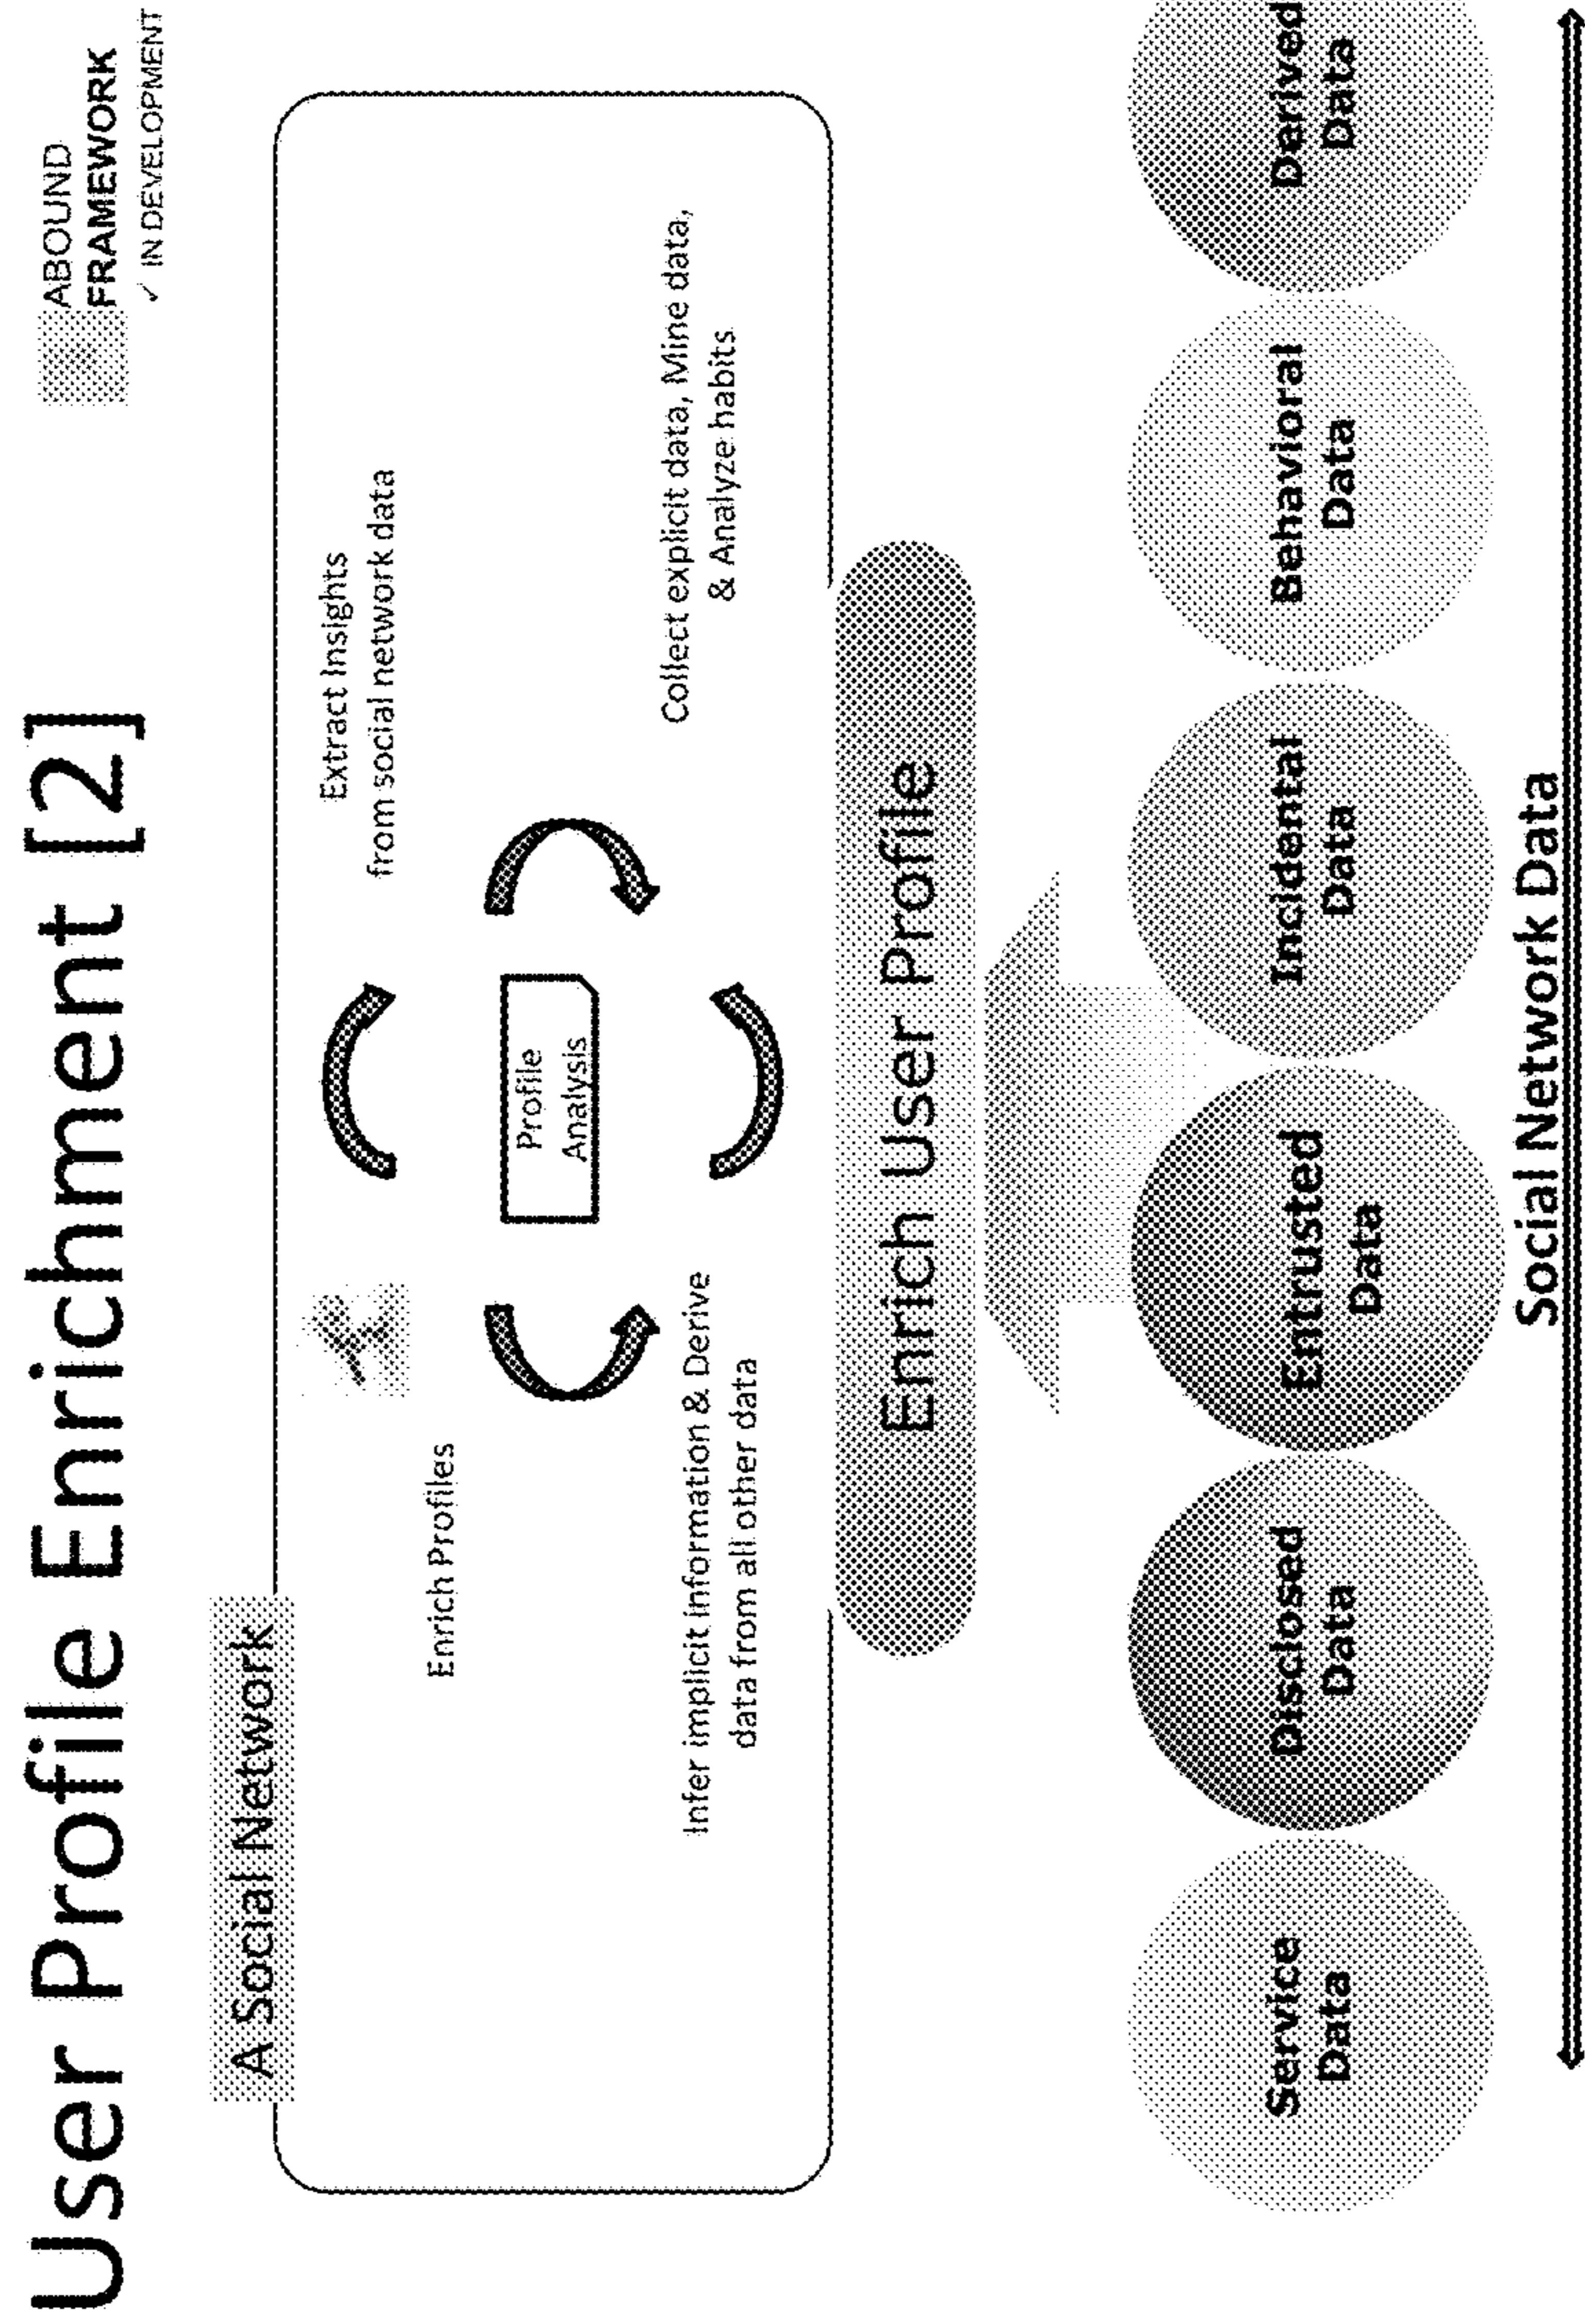 User Profile Enrichment [2]
ABOUND
FRAMEWORK
✓ IN DEVELOPMENT
A Social Network
Extract Insights
from social network data
Enrich Profiles
Profile
Analysis
Infer implicit information & Derive
data from all other data
Collect explicit data, Mine data,
& Analyze habits
Enrich User Profile
Service
Data
Disclosed
Data
Entrusted
Data
Incidental
Data
Behavioral
Data
Derived
Data
Social Network Data